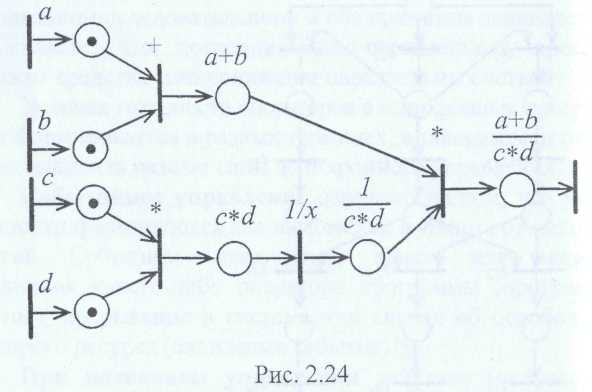 a
+
a+b
b
*
a+b
c*d
c
*
c*d
1/x
1
c*d
d
Рис. 2.24